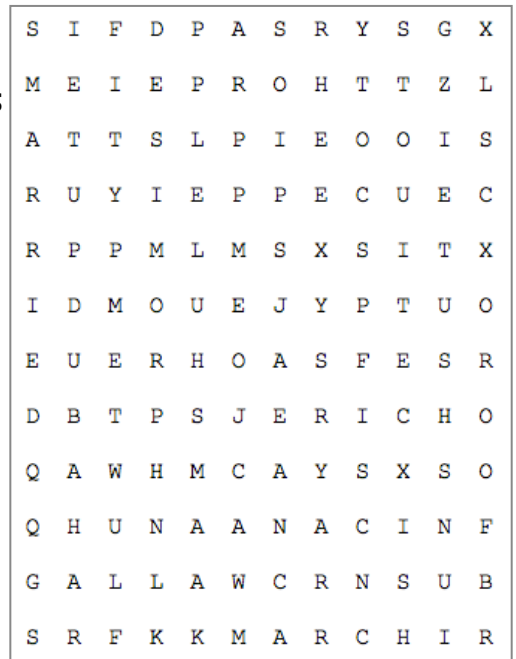 S I F D P A S R Y S G X
M E I E P R O H T T Z L
A T T S L P I E O O I S
R U Y I E P P E C U E C
R P P M L M S X S I T X
I D M O U E J Y P T U O
E U E R H O A S F E S R
D B T P S J E R I C H O
Q A W H M C A Y S X S O
Q H U N A A N A C I N F
G A L L A W C R N S U B
S R F K K M A R C H I R